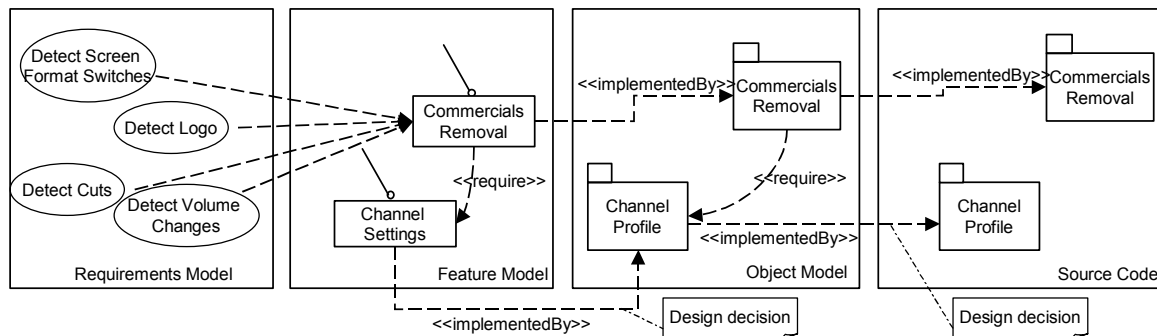 Detect Screen
Format Switches
Detect Logo
Detect Cuts
Detect Volume
Changes
Requirements Model
Commercials
Removal
<<require>>
Channel
Settings
Feature Model
<<implementedBy>>
<<implementedBy>>
Commercials
Removal
<<require>>
Channel
Profile
<<implementedBy>>
Object Model
Design decision
<<implementedBy>>
Commercials
Removal
Channel
Profile
Source Code
Design decision